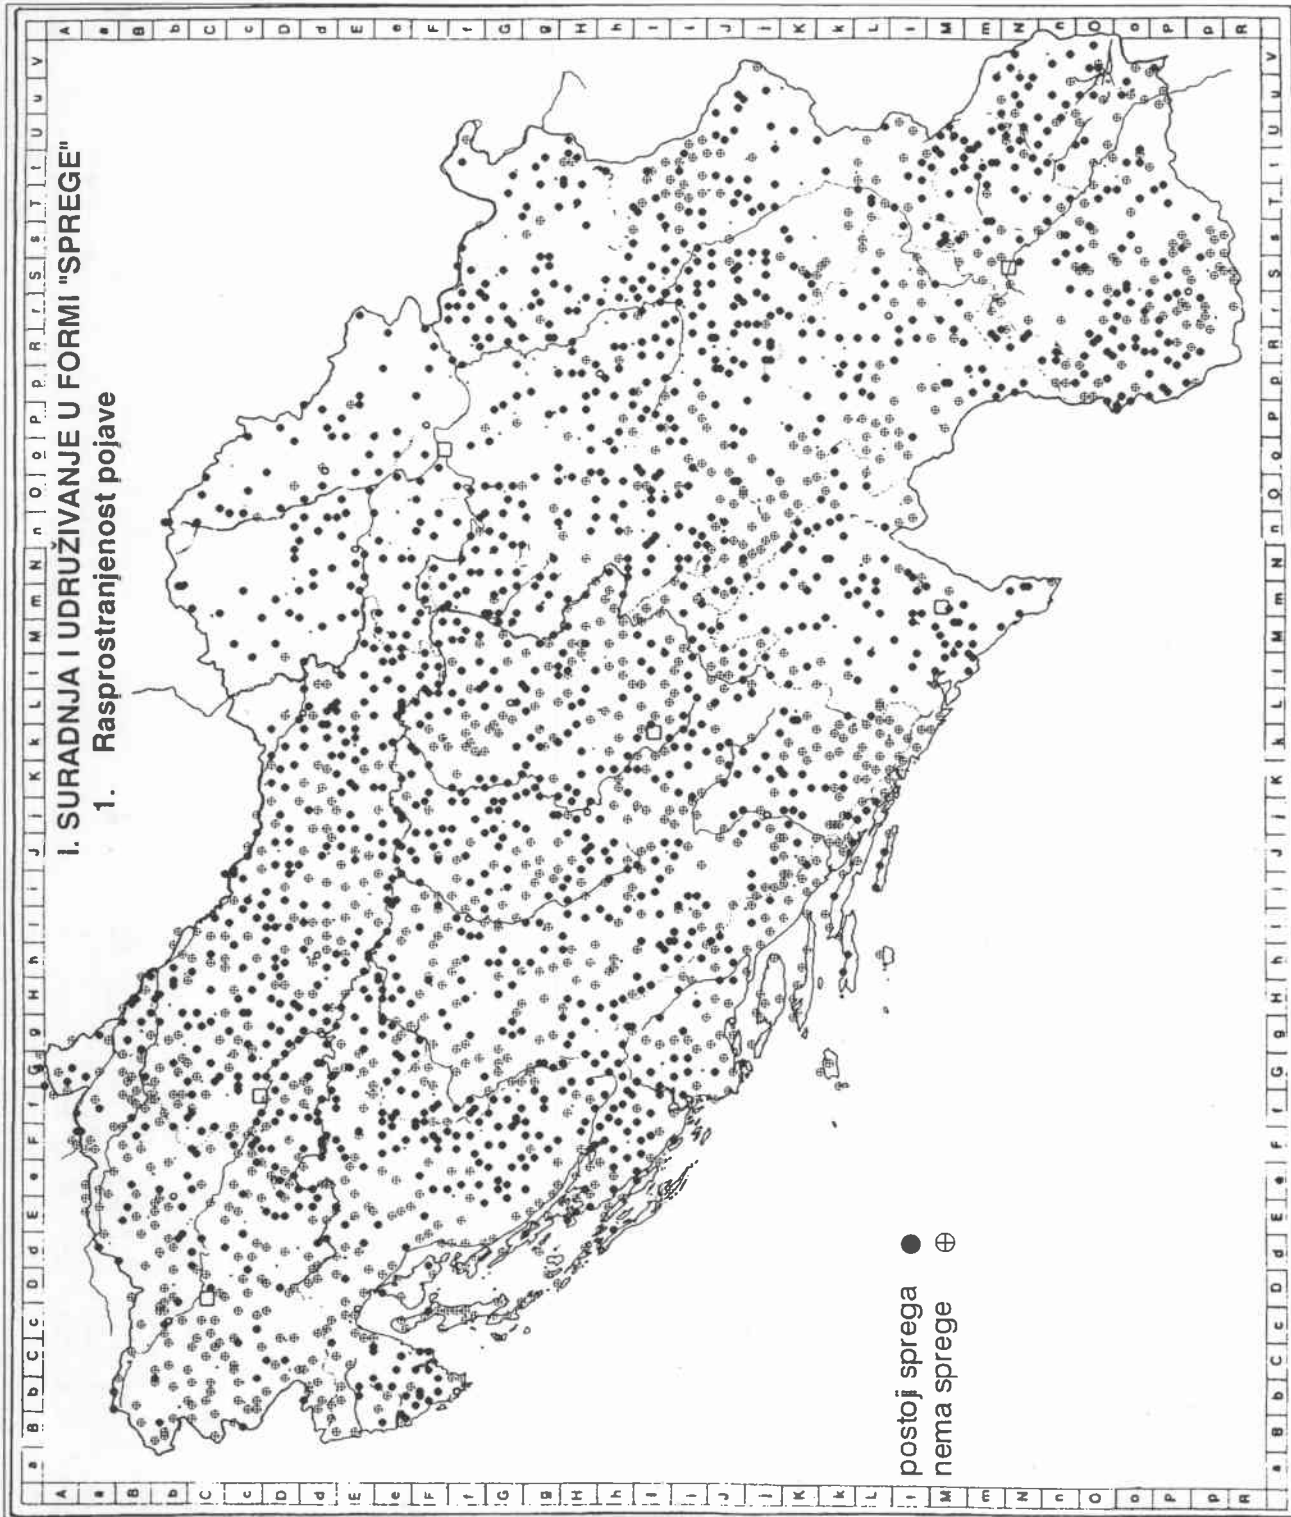 I. SURADNJA I UDRUŽIVANJE U FORMI "SPREGE"
1. Rasprostranjenost pojave
postoji sprega
nema sprege
a B b C c D d E e F f G g H h I i J j K k L l M m N n O o P p R r S s T t U u V
A a B b C c D d E e F f G g H h I i J j K k L l M m N n O o P p R
A a B b C c D d E e F f G g H h I i J j K k L l M m N n O o P p R
a B b C c D d E e F f G g H h I i J j K k L l M m N n O o P p R r S s T t U u V